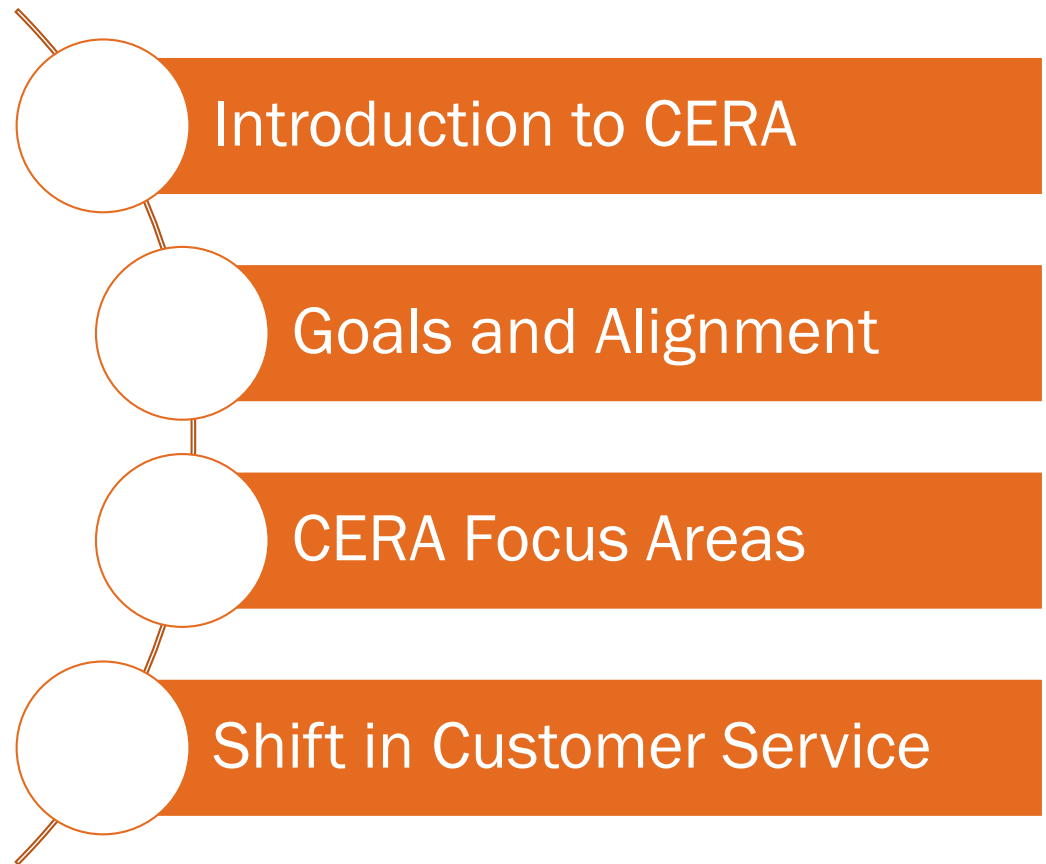 Introduction to CERA
Goals and Alignment
CERA Focus Areas
Shift in Customer Service